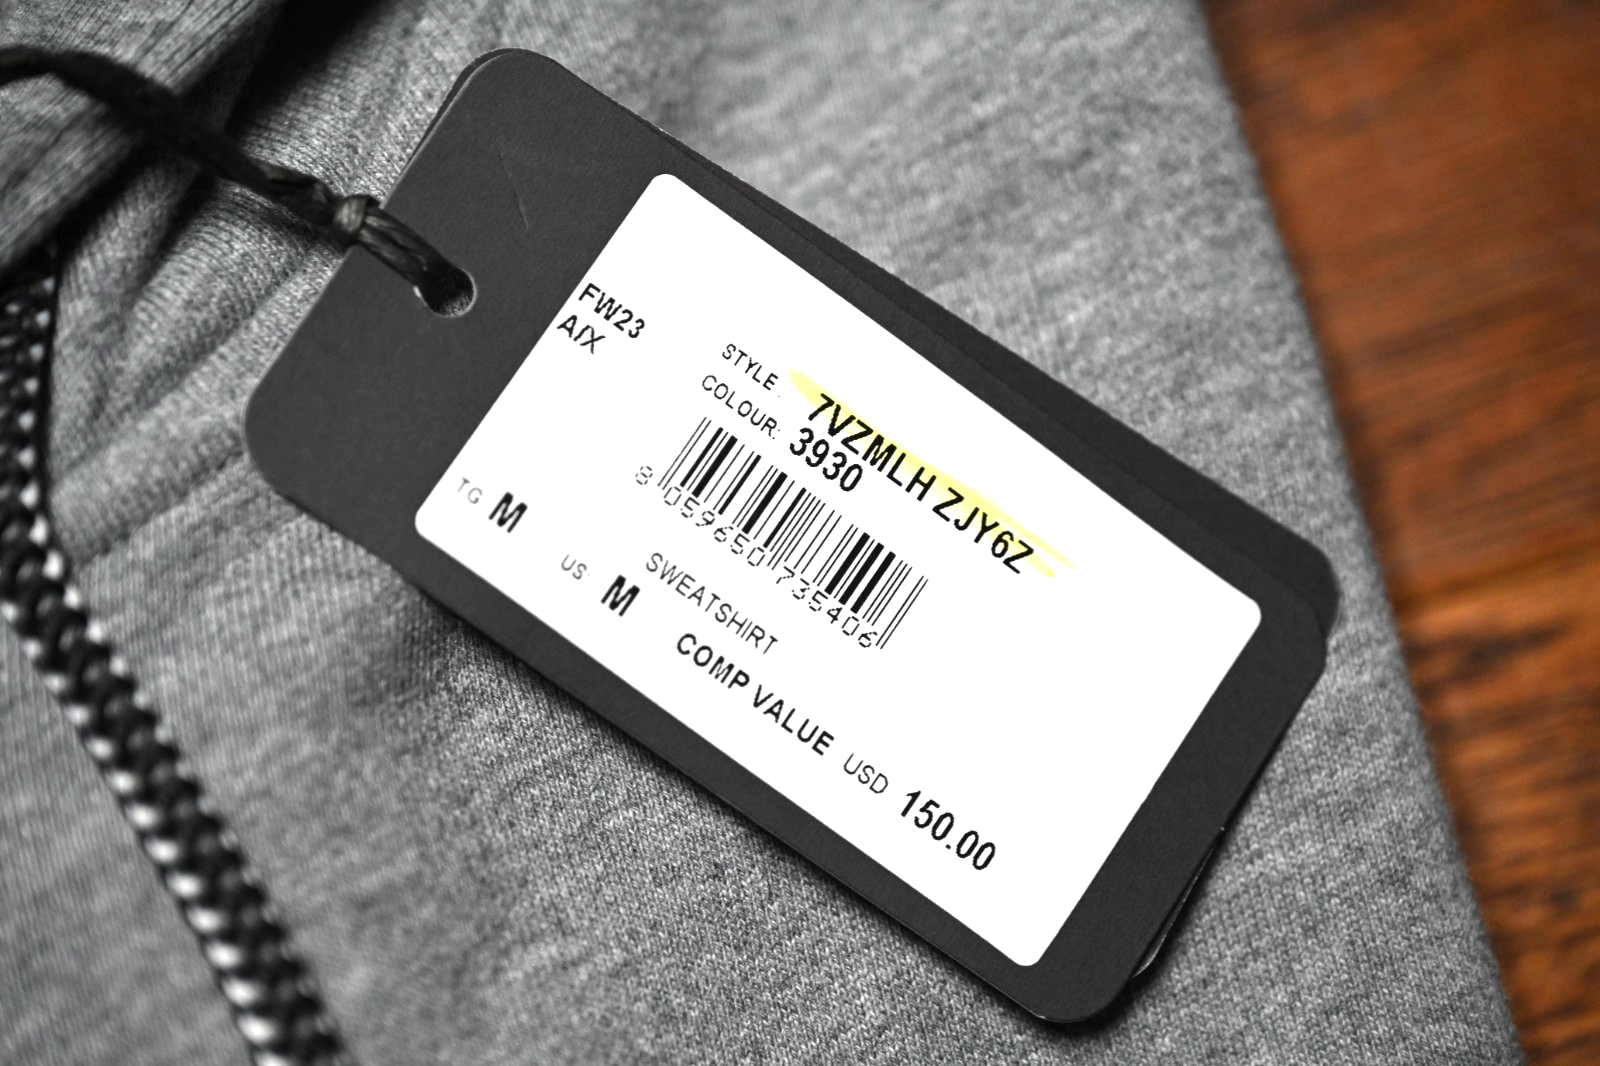 FW23
A/X
STYLE: 7VZMLH ZJY6Z
COLOUR: 3930
8 059650 735406
TG M
US: M
SWEATSHIRT
COMP VALUE USD 150.00